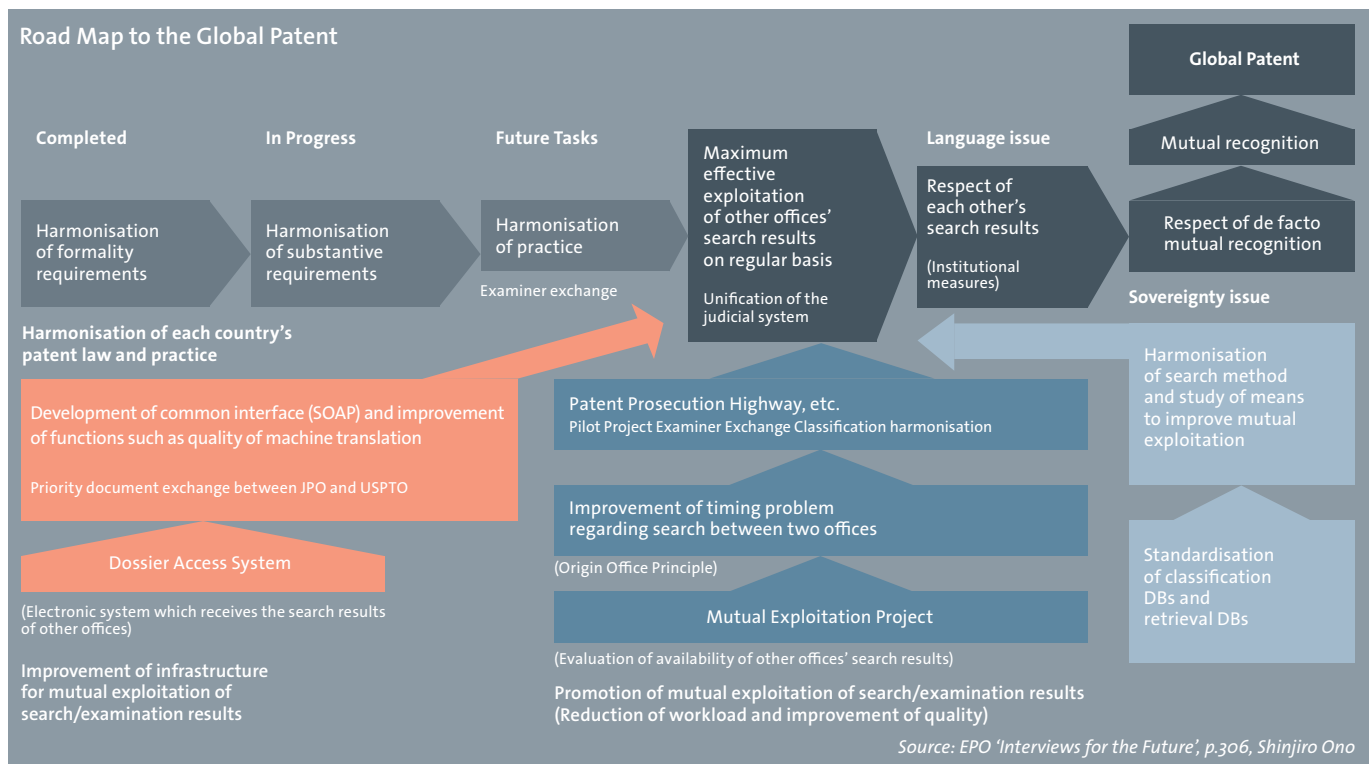 Road Map to the Global Patent
Global Patent
Mutual recognition
Respect of de facto
mutual recognition
Sovereignty issue
Completed
In Progress
Future Tasks
Language issue
Harmonisation
of formality
requirements
Harmonisation
of substantive
requirements
Harmonisation
of practice
Examiner exchange
Maximum
effective
exploitation
of other offices’
search results
on regular basis
Unification of the
judicial system
Respect of
each other’s
search results
(Institutional
measures)
Harmonisation of each country’s
patent law and practice
Development of common interface (SOAP) and improvement
of functions such as quality of machine translation
Priority document exchange between JPO and USPTO
Dossier Access System
(Electronic system which receives the search results
of other offices)
Improvement of infrastructure
for mutual exploitation of
search/examination results
Patent Prosecution Highway, etc.
Pilot Project Examiner Exchange Classification harmonisation
Improvement of timing problem
regarding search between two offices
(Origin Office Principle)
Mutual Exploitation Project
(Evaluation of availability of other offices’ search results)
Promotion of mutual exploitation of search/examination results
(Reduction of workload and improvement of quality)
Harmonisation
of search method
and study of means
to improve mutual
exploitation
Standardisation
of classification
DBs and
retrieval DBs
Source: EPO ‘Interviews for the Future’, p.306, Shinjiro Ono